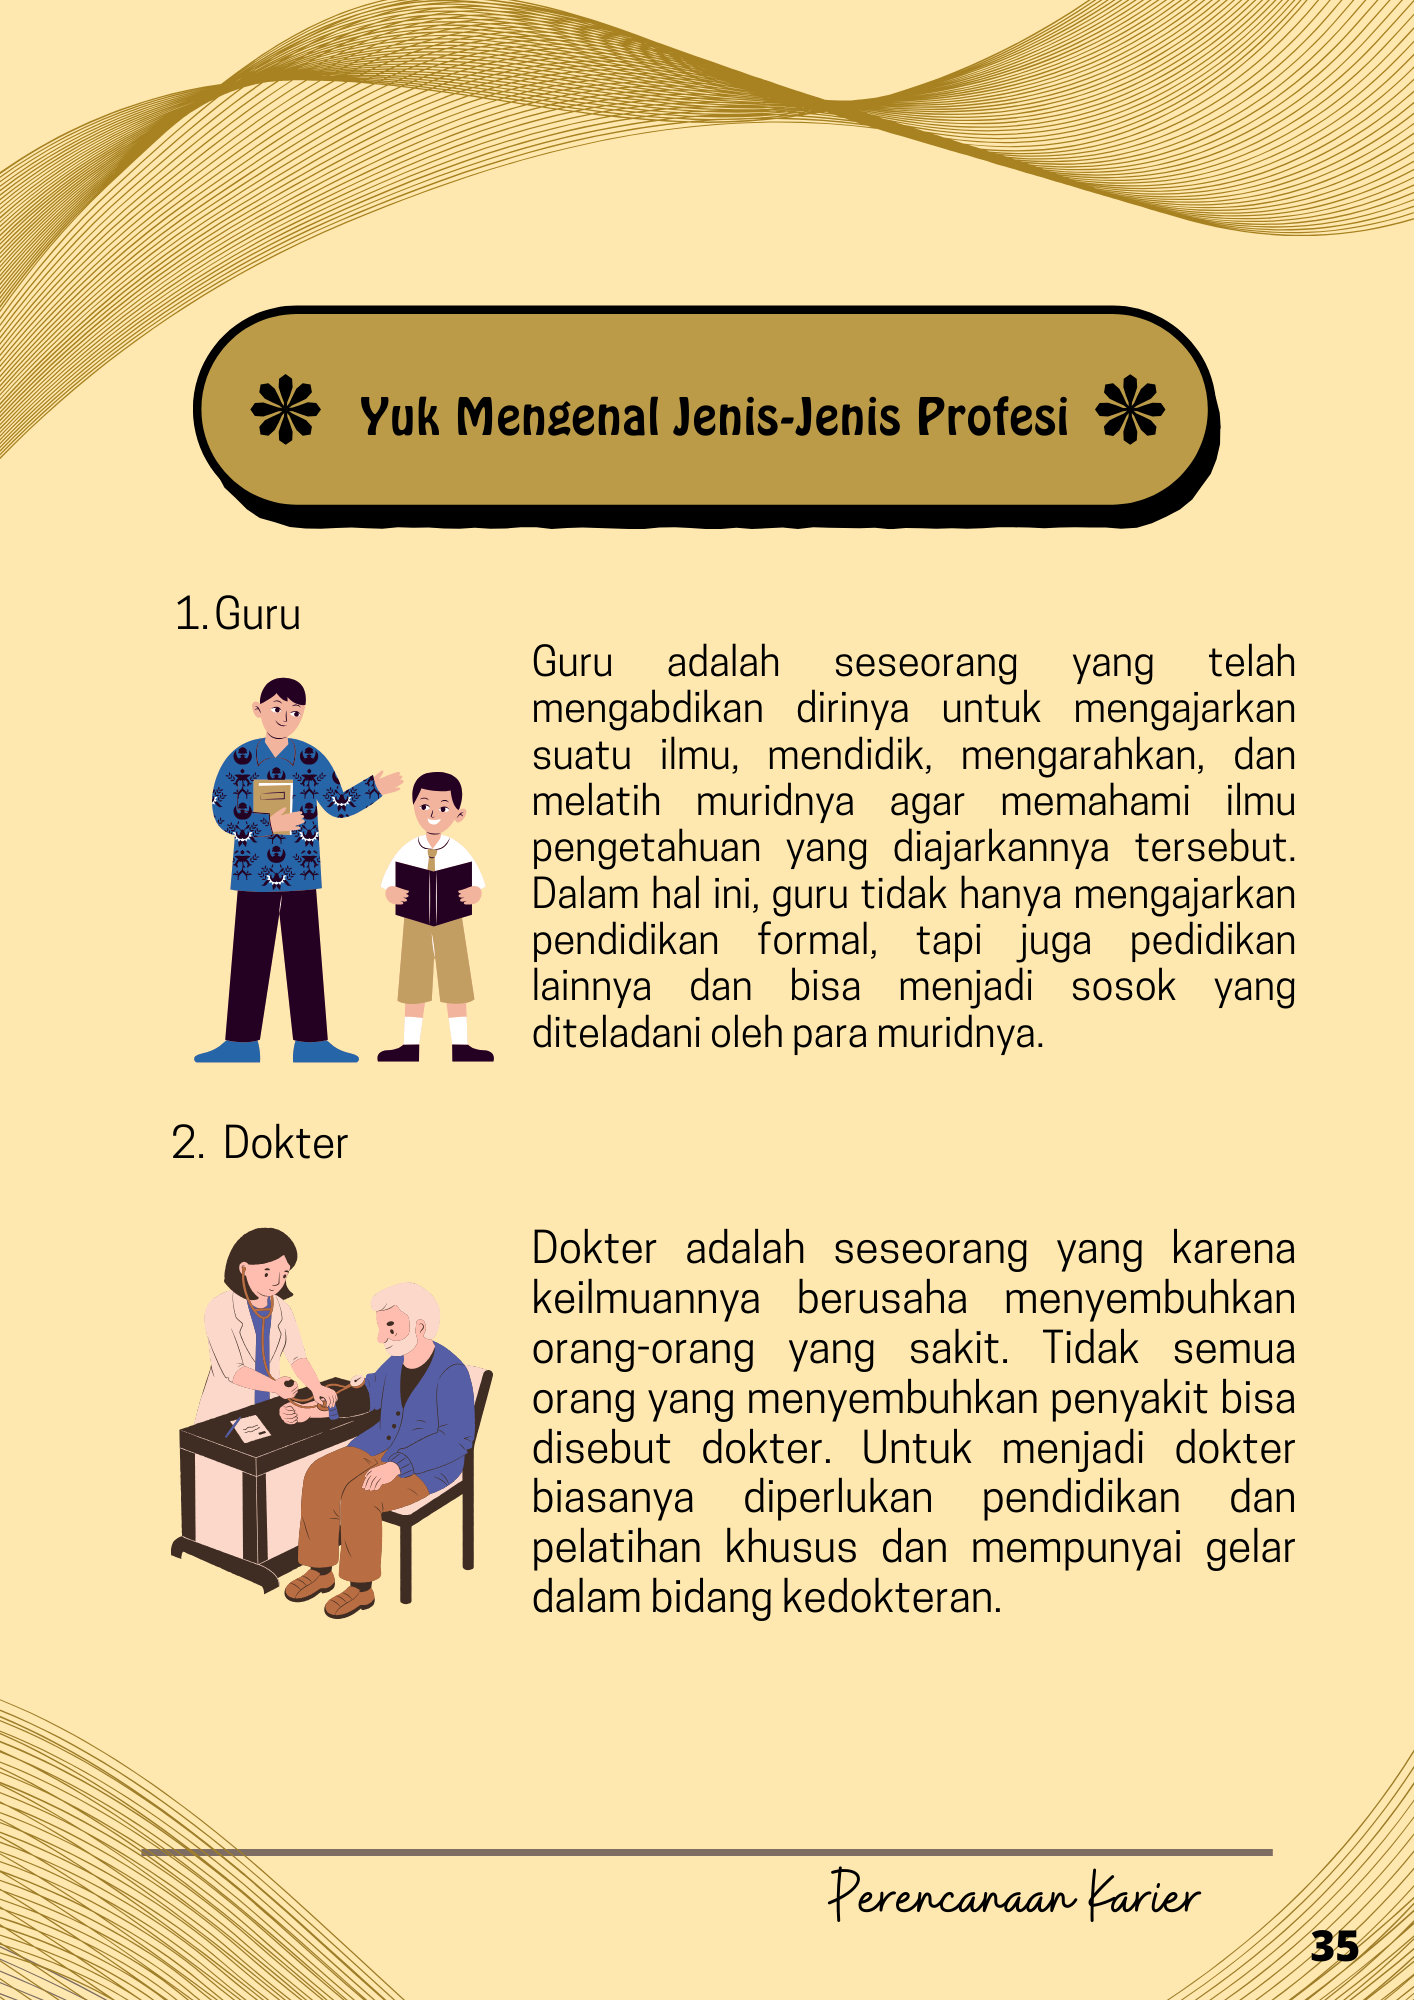 Yuk Mengenal Jenis-Jenis Profesi
1. Guru
Guru adalah seseorang yang telah
mengabdikan dirinya untuk mengajarkan
suatu ilmu, mendidik, mengarahkan, dan
melatih muridnya agar memahami ilmu
pengetahuan yang diajarkannya tersebut.
Dalam hal ini, guru tidak hanya mengajarkan
pendidikan formal, tapi juga pedidikan
lainnya dan bisa menjadi sosok yang
diteladani oleh para muridnya.
2. Dokter
Dokter adalah seseorang yang karena
keilmuannya berusaha menyembuhkan
orang-orang yang sakit. Tidak semua
orang yang menyembuhkan penyakit bisa
disebut dokter. Untuk menjadi dokter
biasanya diperlukan pendidikan dan
pelatihan khusus dan mempunyai gelar
dalam bidang kedokteran.
Perencanaan Karier
35